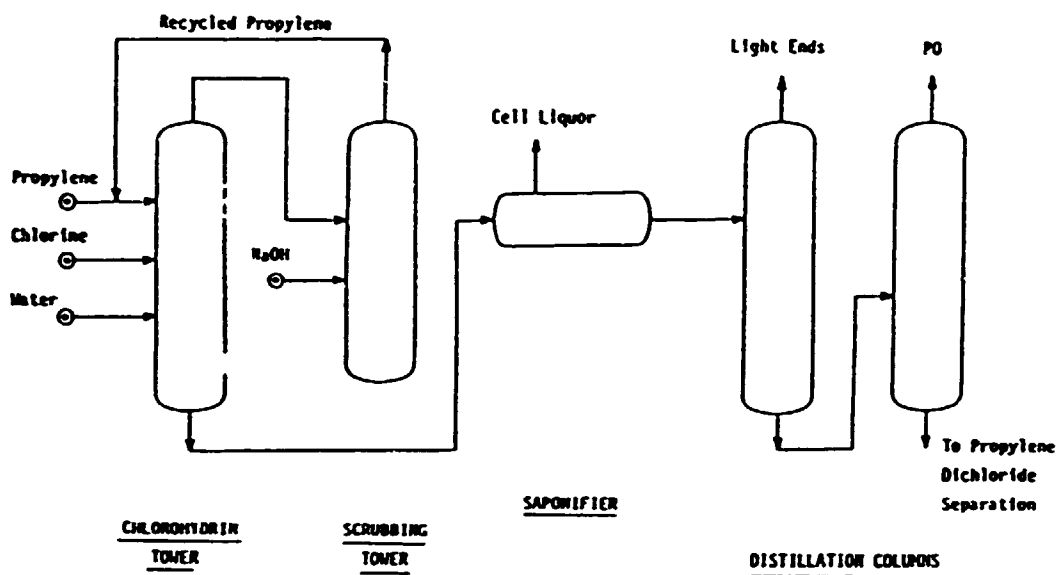 Recycled Propylene
Light Ends
PO
Cell Liquor
Propylene
Chlorine
NaOH
Water
To Propylene
Dichloride
Separation
SAPONIFIER
CHLOROHYDRIN
TOWER
SCRUBBING
TOWER
DISTILLATION COLUMNS